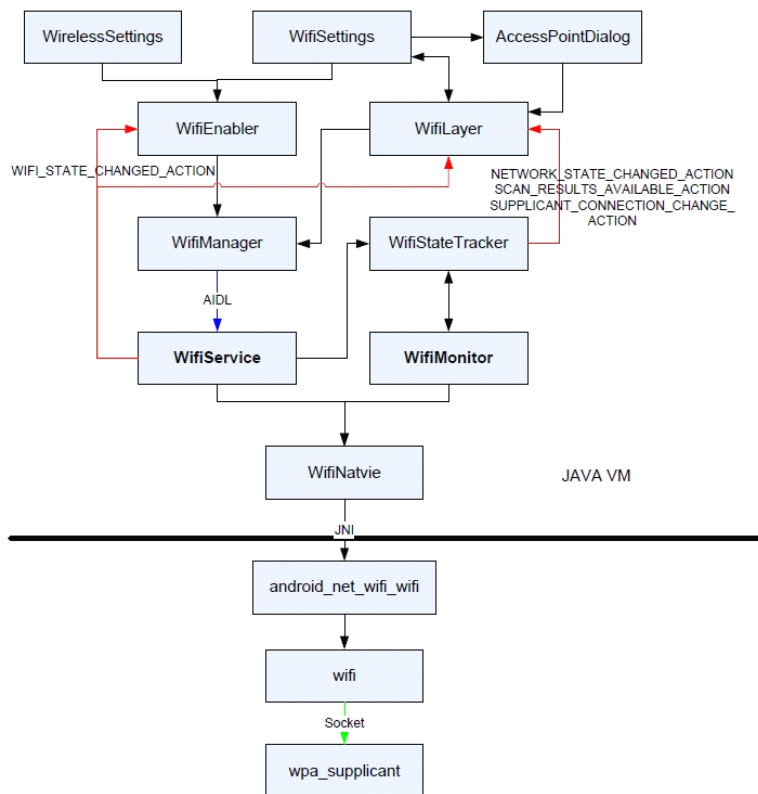 WirelessSettings
WifiSettings
AccessPointDialog
WifiEnabler
WifiLayer
WIFI_STATE_CHANGED_ACTION
NETWORK_STATE_CHANGED_ACTION
SCAN_RESULTS_AVAILABLE_ACTION
SUPPLICANT_CONNECTION_CHANGE_
ACTION
WifiManager
WifiStateTracker
AIDL
WifiService
WifiMonitor
WifiNatvie
JAVA VM
JNI
android_net_wifi_wifi
wifi
Socket
wpa_supplicant